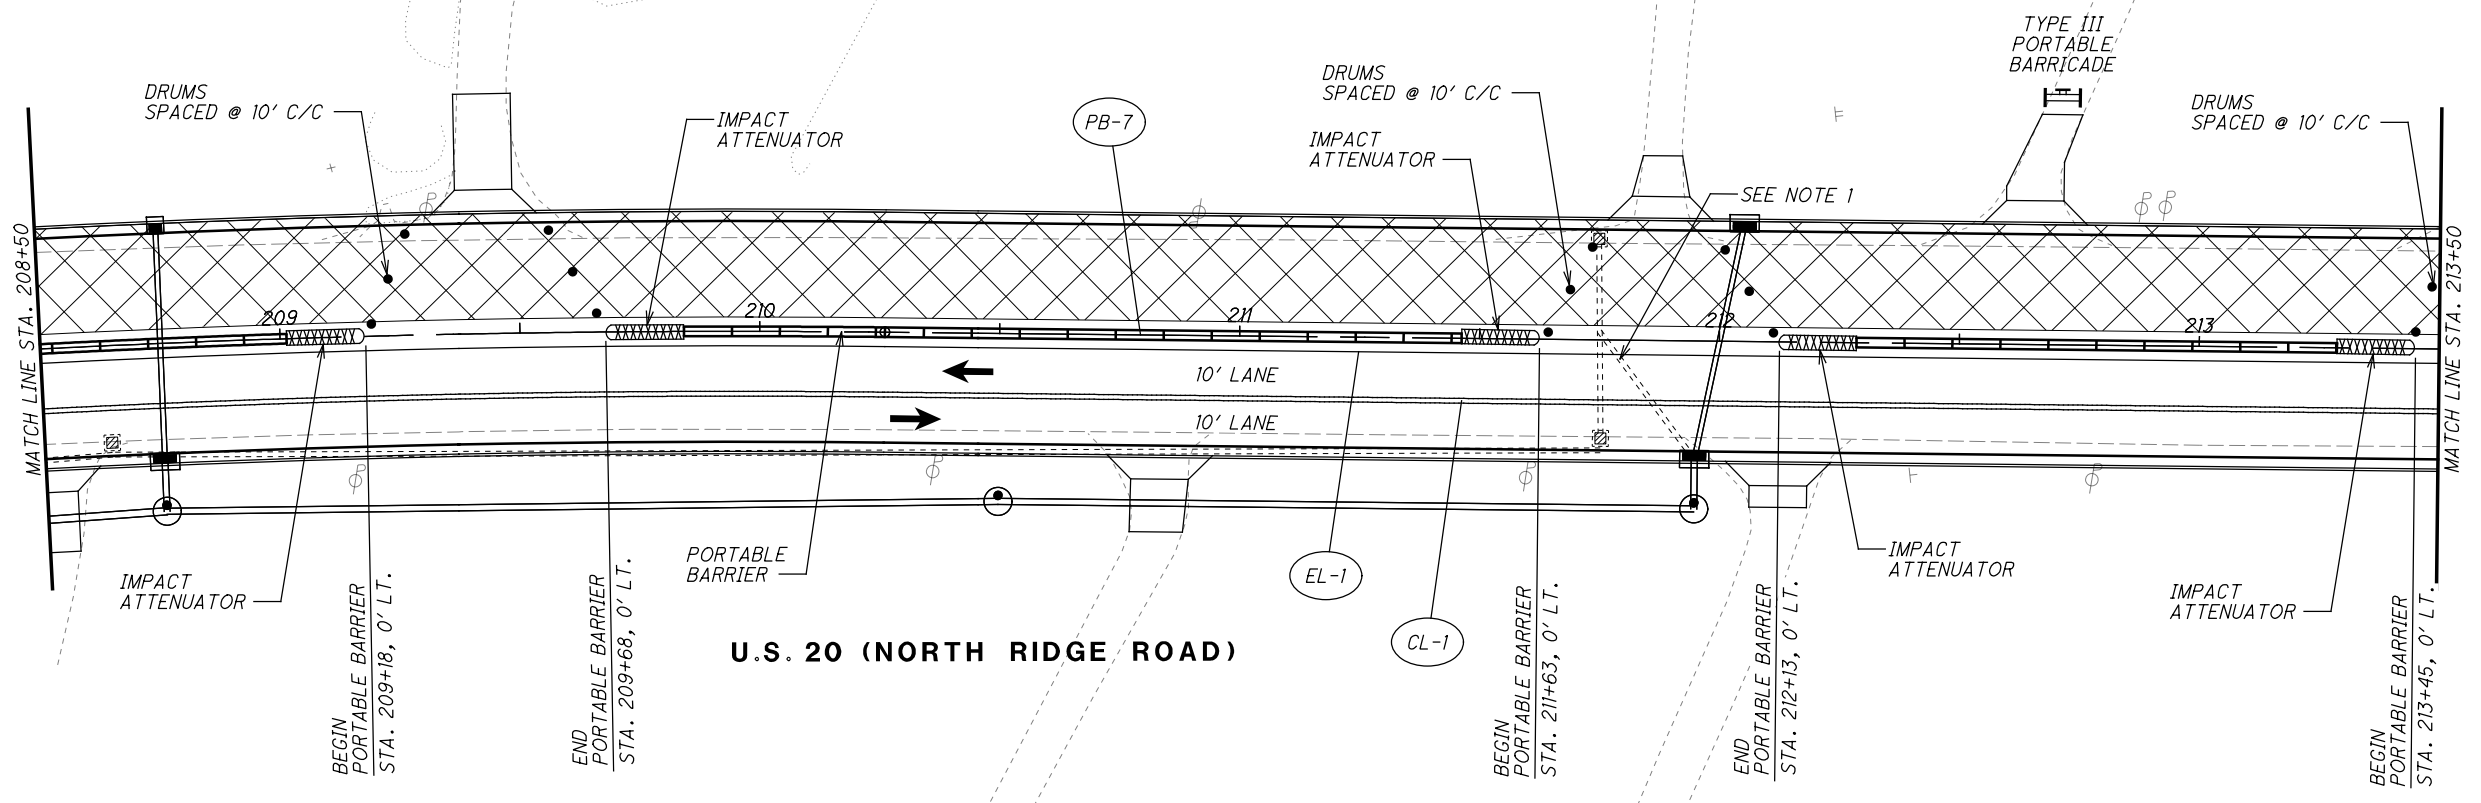 TYPE III
PORTABLE
BARRICADE
DRUMS
SPACED @ 10' C/C
IMPACT
ATTENUATOR
PB-7
DRUMS
SPACED @ 10' C/C
IMPACT
ATTENUATOR
DRUMS
SPACED @ 10' C/C
SEE NOTE 1
MATCH LINE STA. 208+50
209
210
211
212
213
MATCH LINE STA. 213+50
10' LANE
10' LANE
IMPACT
ATTENUATOR
PORTABLE
BARRIER
EL-1
CL-1
IMPACT
ATTENUATOR
IMPACT
ATTENUATOR
BEGIN
PORTABLE BARRIER
STA. 209+18, 0' LT.
END
PORTABLE BARRIER
STA. 209+68, 0' LT.
U.S. 20 (NORTH RIDGE ROAD)
BEGIN
PORTABLE BARRIER
STA. 211+63, 0' LT.
END
PORTABLE BARRIER
STA. 212+13, 0' LT.
BEGIN
PORTABLE BARRIER
STA. 213+45, 0' LT.